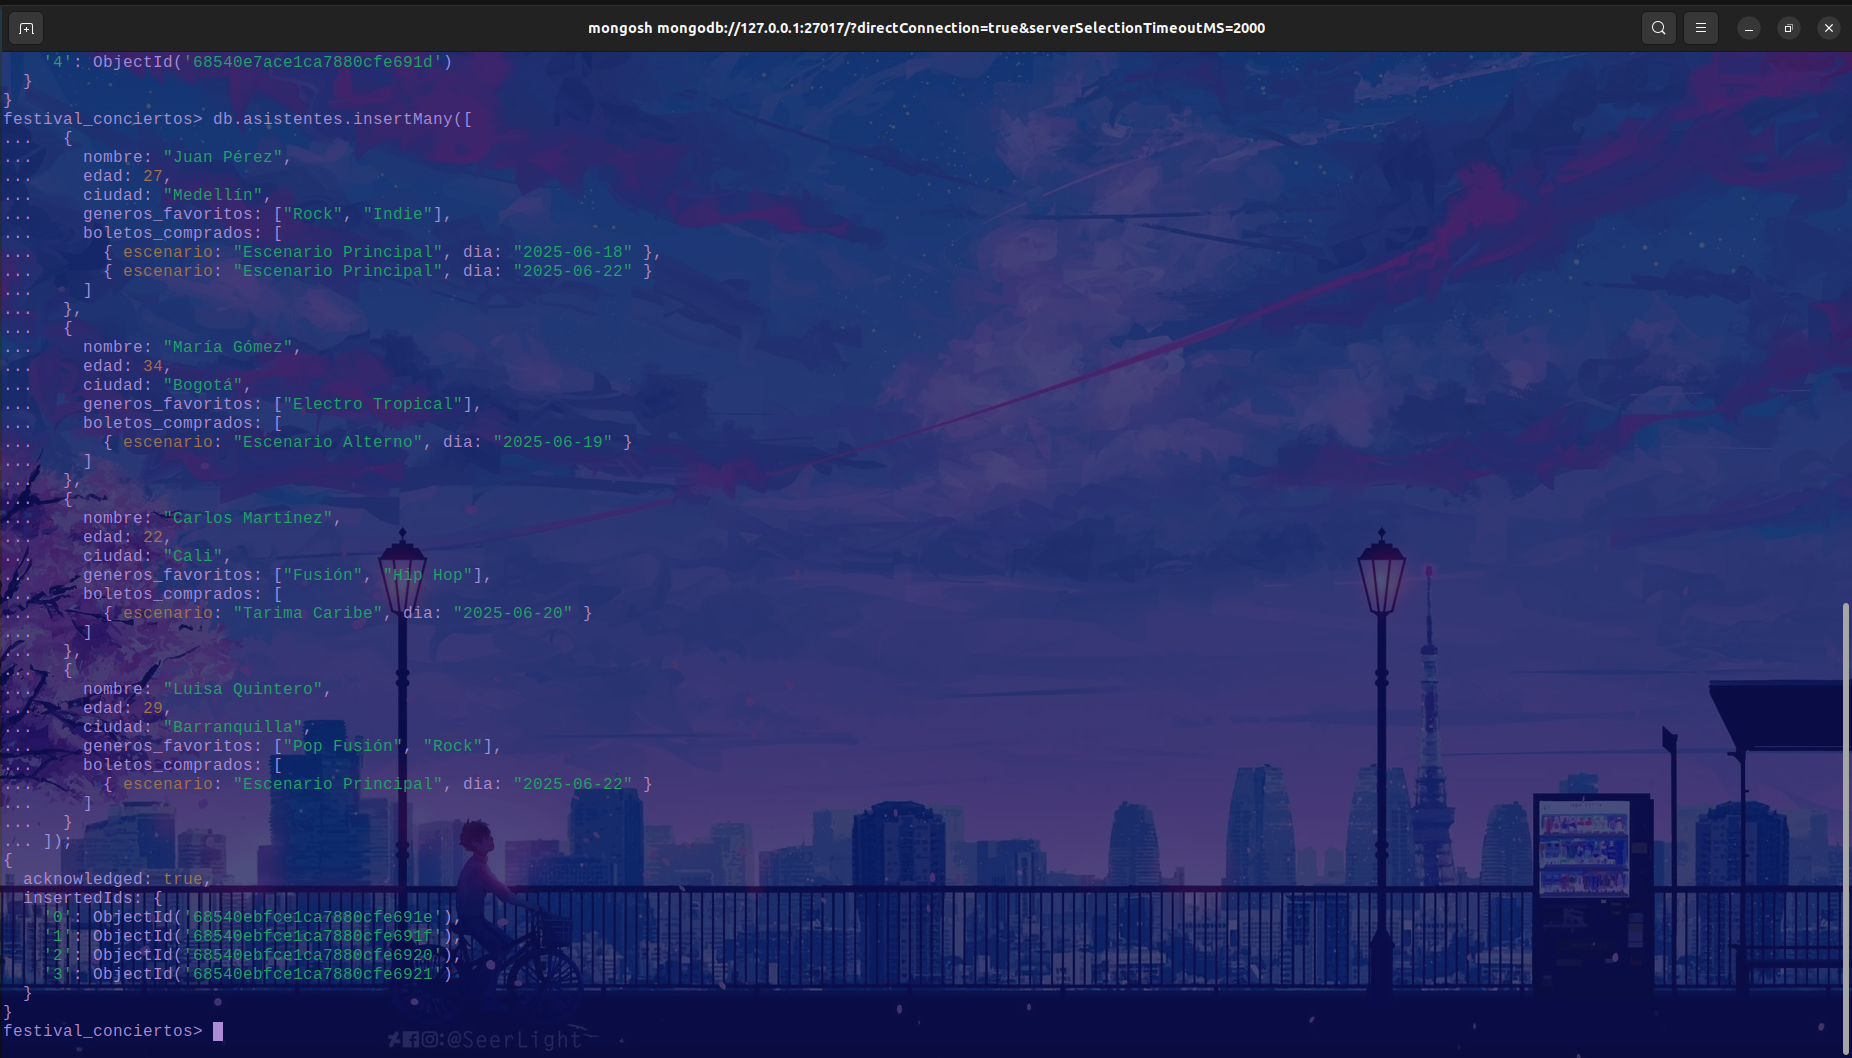 mongosh mongodb://127.0.0.1:27017/?directConnection=true&serverSelectionTimeoutMS=2000
    '4': ObjectId('68540e7ace1ca7880cfe691d')
  }
}
festival_conciertos> db.asistentes.insertMany([
...   {
...     nombre: "Juan Pérez",
...     edad: 27,
...     ciudad: "Medellín",
...     generos_favoritos: ["Rock", "Indie"],
...     boletos_comprados: [
...       { escenario: "Escenario Principal", dia: "2025-06-18" },
...       { escenario: "Escenario Principal", dia: "2025-06-22" }
...     ]
...   },
...   {
...     nombre: "María Gómez",
...     edad: 34,
...     ciudad: "Bogotá",
...     generos_favoritos: ["Electro Tropical"],
...     boletos_comprados: [
...       { escenario: "Escenario Alterno", dia: "2025-06-19" }
...     ]
...   },
...   {
...     nombre: "Carlos Martínez",
...     edad: 22,
...     ciudad: "Cali",
...     generos_favoritos: ["Fusión", "Hip Hop"],
...     boletos_comprados: [
...       { escenario: "Tarima Caribe", dia: "2025-06-20" }
...     ]
...   },
...   {
...     nombre: "Luisa Quintero",
...     edad: 29,
...     ciudad: "Barranquilla",
...     generos_favoritos: ["Pop Fusión", "Rock"],
...     boletos_comprados: [
...       { escenario: "Escenario Principal", dia: "2025-06-22" }
...     ]
...   }
... ]);
{
  acknowledged: true,
  insertedIds: {
    '0': ObjectId('68540ebfce1ca7880cfe691e'),
    '1': ObjectId('68540ebfce1ca7880cfe691f'),
    '2': ObjectId('68540ebfce1ca7880cfe6920'),
    '3': ObjectId('68540ebfce1ca7880cfe6921')
  }
}
festival_conciertos>
:@SeerLight